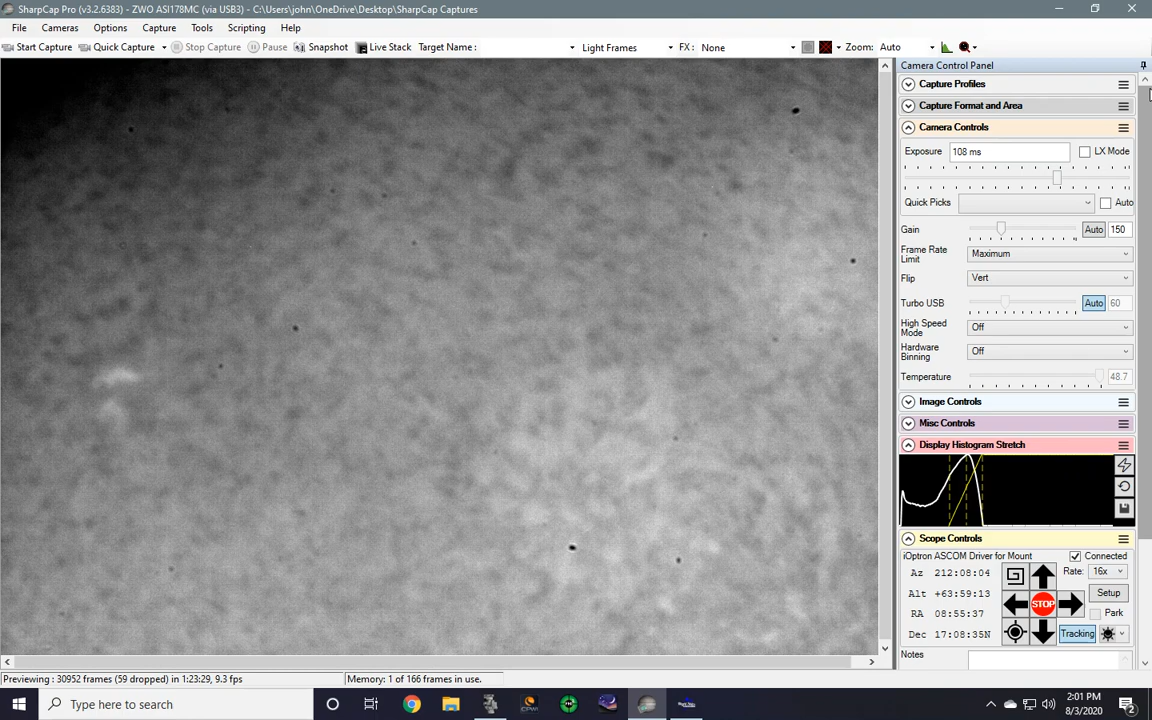 SharpCap Pro (v3.2.6383) - ZWO ASI178MC (via USB3) - C:\Users\john\OneDrive\Desktop\SharpCap Captures
File Cameras Options Capture Tools Scripting Help
Start Capture Quick Capture Stop Capture Pause Snapshot Live Stack Target Name : Light Frames FX : None Zoom: Auto
Camera Control Panel
Capture Profiles
Capture Format and Area
Camera Controls
Exposure 108 ms LX Mode
Quick Picks Auto
Gain Auto 150
Frame Rate Limit Maximum
Flip Vert
Turbo USB Auto 60
High Speed Mode Off
Hardware Binning Off
Temperature 48.7
Image Controls
Misc Controls
Display Histogram Stretch
Scope Controls
iOptron ASCOM Driver for Mount Connected
Az 212:08:04 Rate: 16x
Alt +63:59:13 STOP Setup
RA 08:55:37 Park
Dec 17:08:35N Tracking
Notes
Previewing : 30952 frames (59 dropped) in 1:23:29, 9.3 fps Memory: 1 of 166 frames in use.
Type here to search
2:01 PM
8/3/2020
2